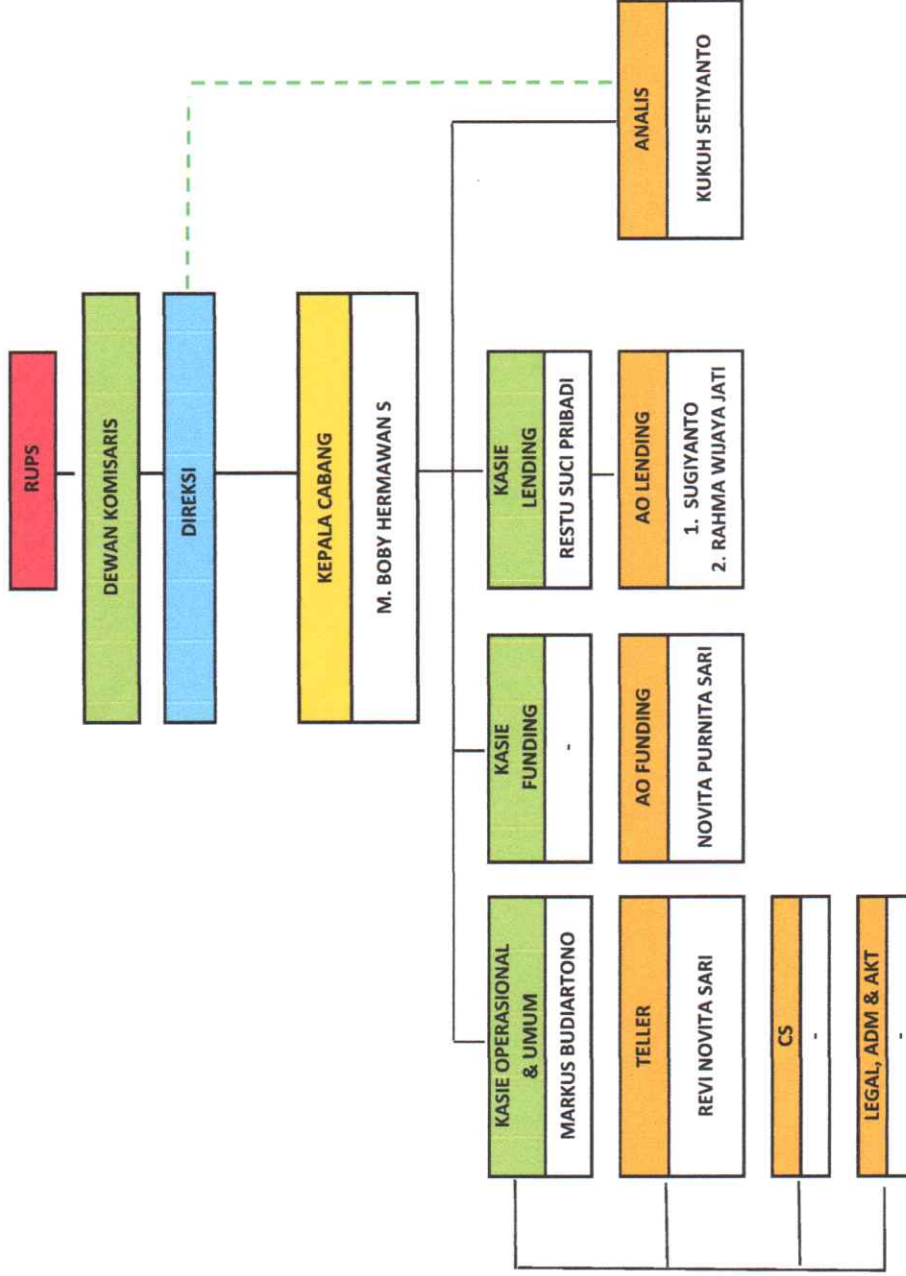 RUPS
DEWAN KOMISARIS
DIREKSI
KEPALA CABANG
M. BOBY HERMAWAN S
KASIE OPERASIONAL
& UMUM
MARKUS BUDIARTONO
KASIE
FUNDING
-
KASIE
LENDING
RESTU SUCI PRIBADI
TELLER
REVI NOVITA SARI
AO FUNDING
NOVITA PURNITA SARI
AO LENDING
1. SUGIYANTO
2. RAHMA WIJAYA JATI
ANALIS
KUKUH SETIYANTO
CS
-
LEGAL, ADM & AKT
-